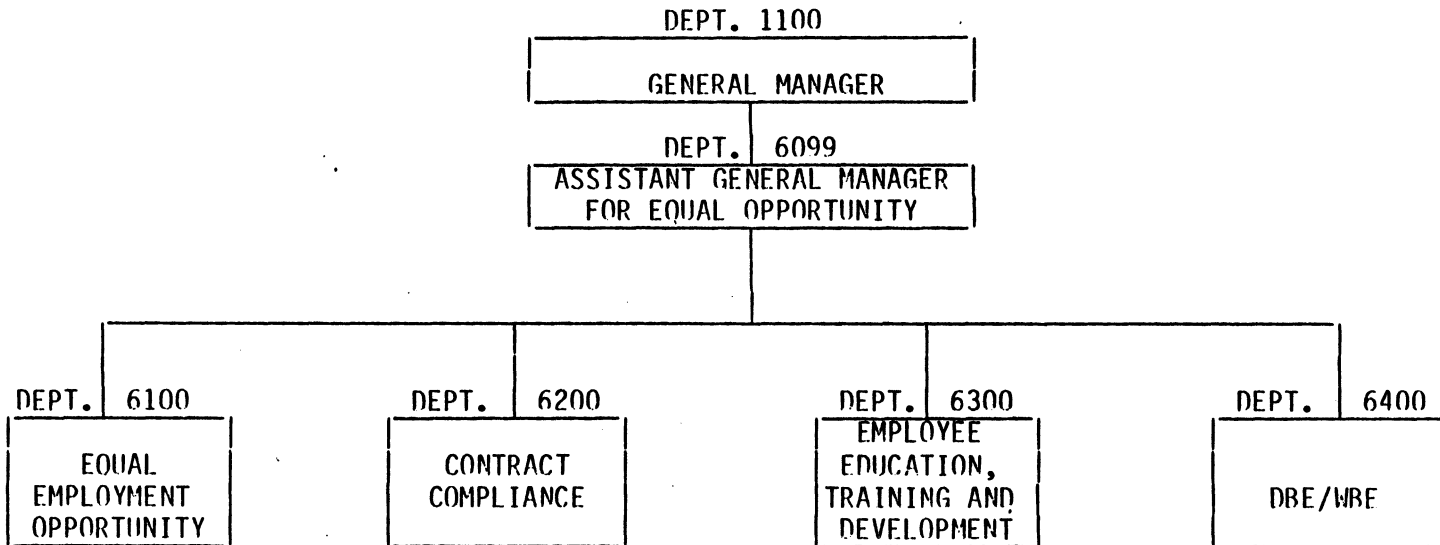 DEPT. 1100
GENERAL MANAGER
DEPT. 6099
ASSISTANT GENERAL MANAGER
FOR EQUAL OPPORTUNITY
DEPT. 6100
EQUAL
EMPLOYMENT
OPPORTUNITY
DEPT. 6200
CONTRACT
COMPLIANCE
DEPT. 6300
EMPLOYEE
EDUCATION,
TRAINING AND
DEVELOPMENT
DEPT. 6400
DBE/WBE